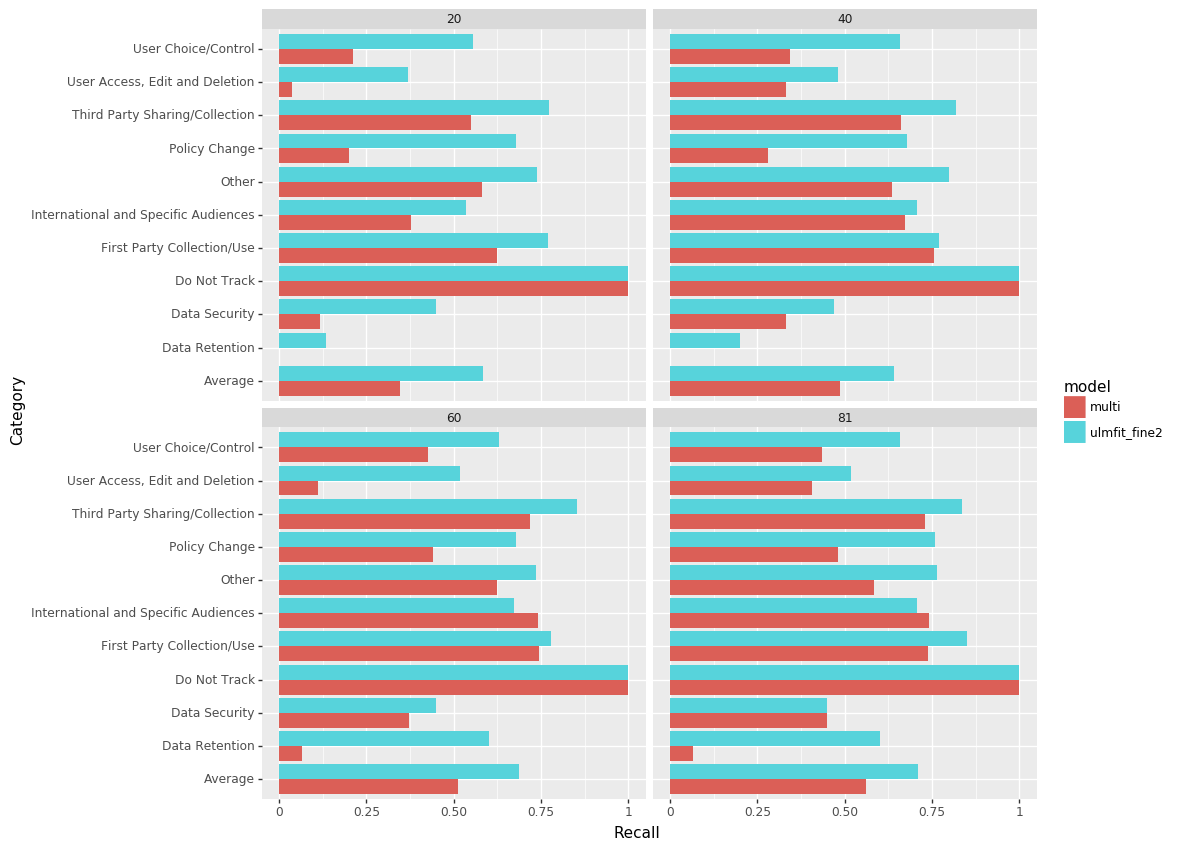 20
40
User Choice/Control
User Access, Edit and Deletion
Third Party Sharing/Collection
Policy Change
Other
International and Specific Audiences
First Party Collection/Use
Do Not Track
Data Security
Data Retention
Average
60
81
User Choice/Control
User Access, Edit and Deletion
Third Party Sharing/Collection
Policy Change
Other
International and Specific Audiences
First Party Collection/Use
Do Not Track
Data Security
Data Retention
Average
0 0.25 0.50 0.75 1
0 0.25 0.50 0.75 1
Recall
Category
model
multi
ulmfit_fine2